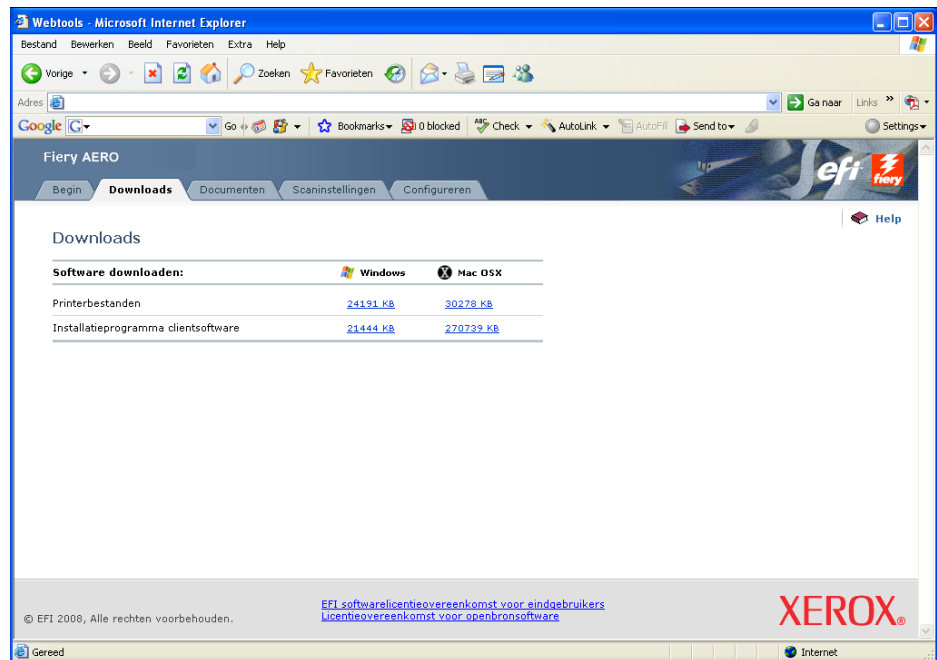 Webtools - Microsoft Internet Explorer
Bestand Bewerken Beeld Favorieten Extra Help
Vorige Zoeken Favorieten
Adres Ga naar Links »
Google G Go Bookmarks 0 blocked ABC Check AutoLink AutoFill Send to Settings
Fiery AERO
efi fiery
Begin Downloads Documenten Scaninstellingen Configureren
Help
Downloads
Software downloaden: Windows X Mac OSX
Printerbestanden 24191 KB 30278 KB
Installatieprogramma clientsoftware 21444 KB 270739 KB
EFI softwarelicentieovereenkomst voor eindgebruikers
Licentieovereenkomst voor openbronsoftware
© EFI 2008, Alle rechten voorbehouden.
XEROX®
Gereed Internet